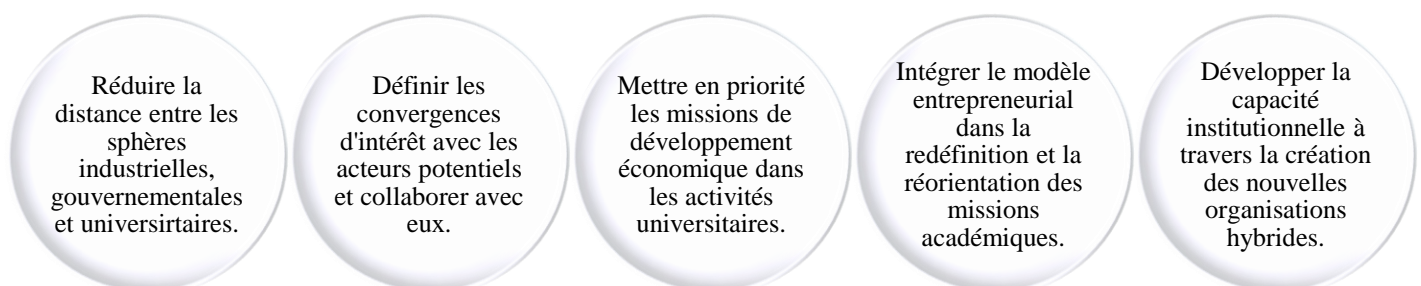 Réduire la
distance entre les
sphères
industrielles,
gouvernementales
et universirtaires.
Définir les
convergences
d'intérêt avec les
acteurs potentiels
et collaborer avec
eux.
Mettre en priorité
les missions de
développement
économique dans
les activités
universitaires.
Intégrer le modèle
entrepreneurial
dans la
redéfinition et la
réorientation des
missions
académiques.
Développer la
capacité
institutionnelle à
travers la création
des nouvelles
organisations
hybrides.